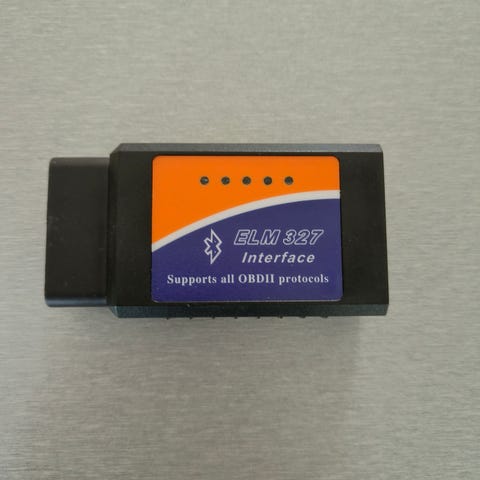 ELM 327
Interface
Supports all OBDII protocols